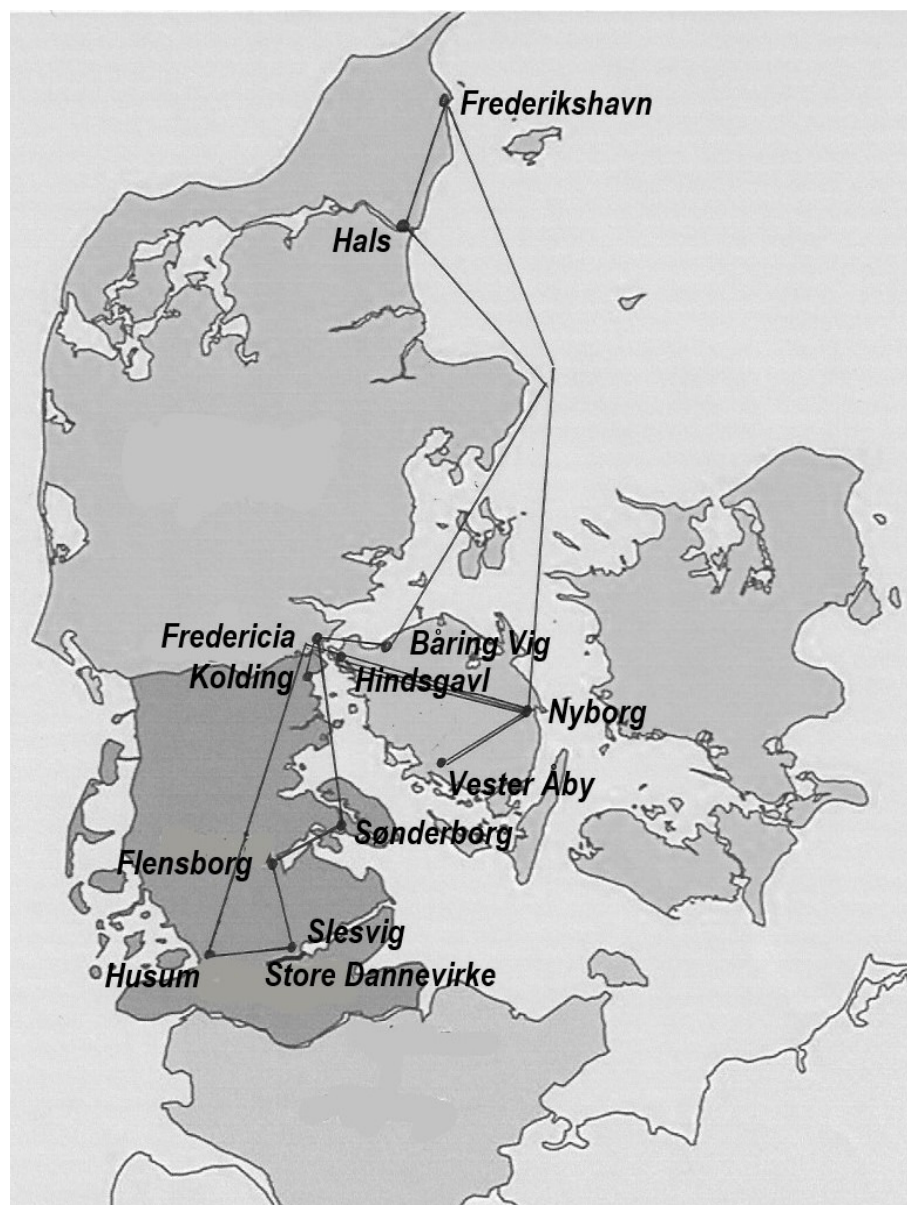 Frederikshavn
Hals
Fredericia
Båring Vig
Kolding
Hindsgavl
Nyborg
Vester Åby
Sønderborg
Flensborg
Slesvig
Husum
Store Dannevirke